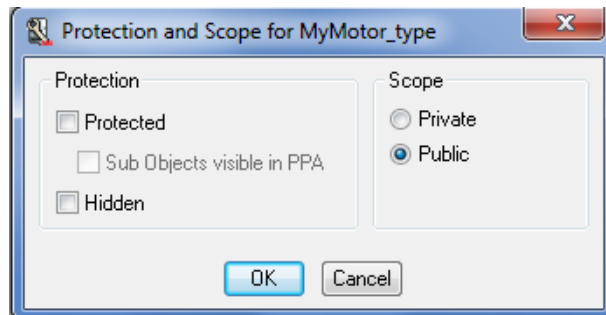 Protection and Scope for MyMotor_type
Protection
Protected
Sub Objects visible in PPA
Hidden
Scope
Private
Public
OK
Cancel